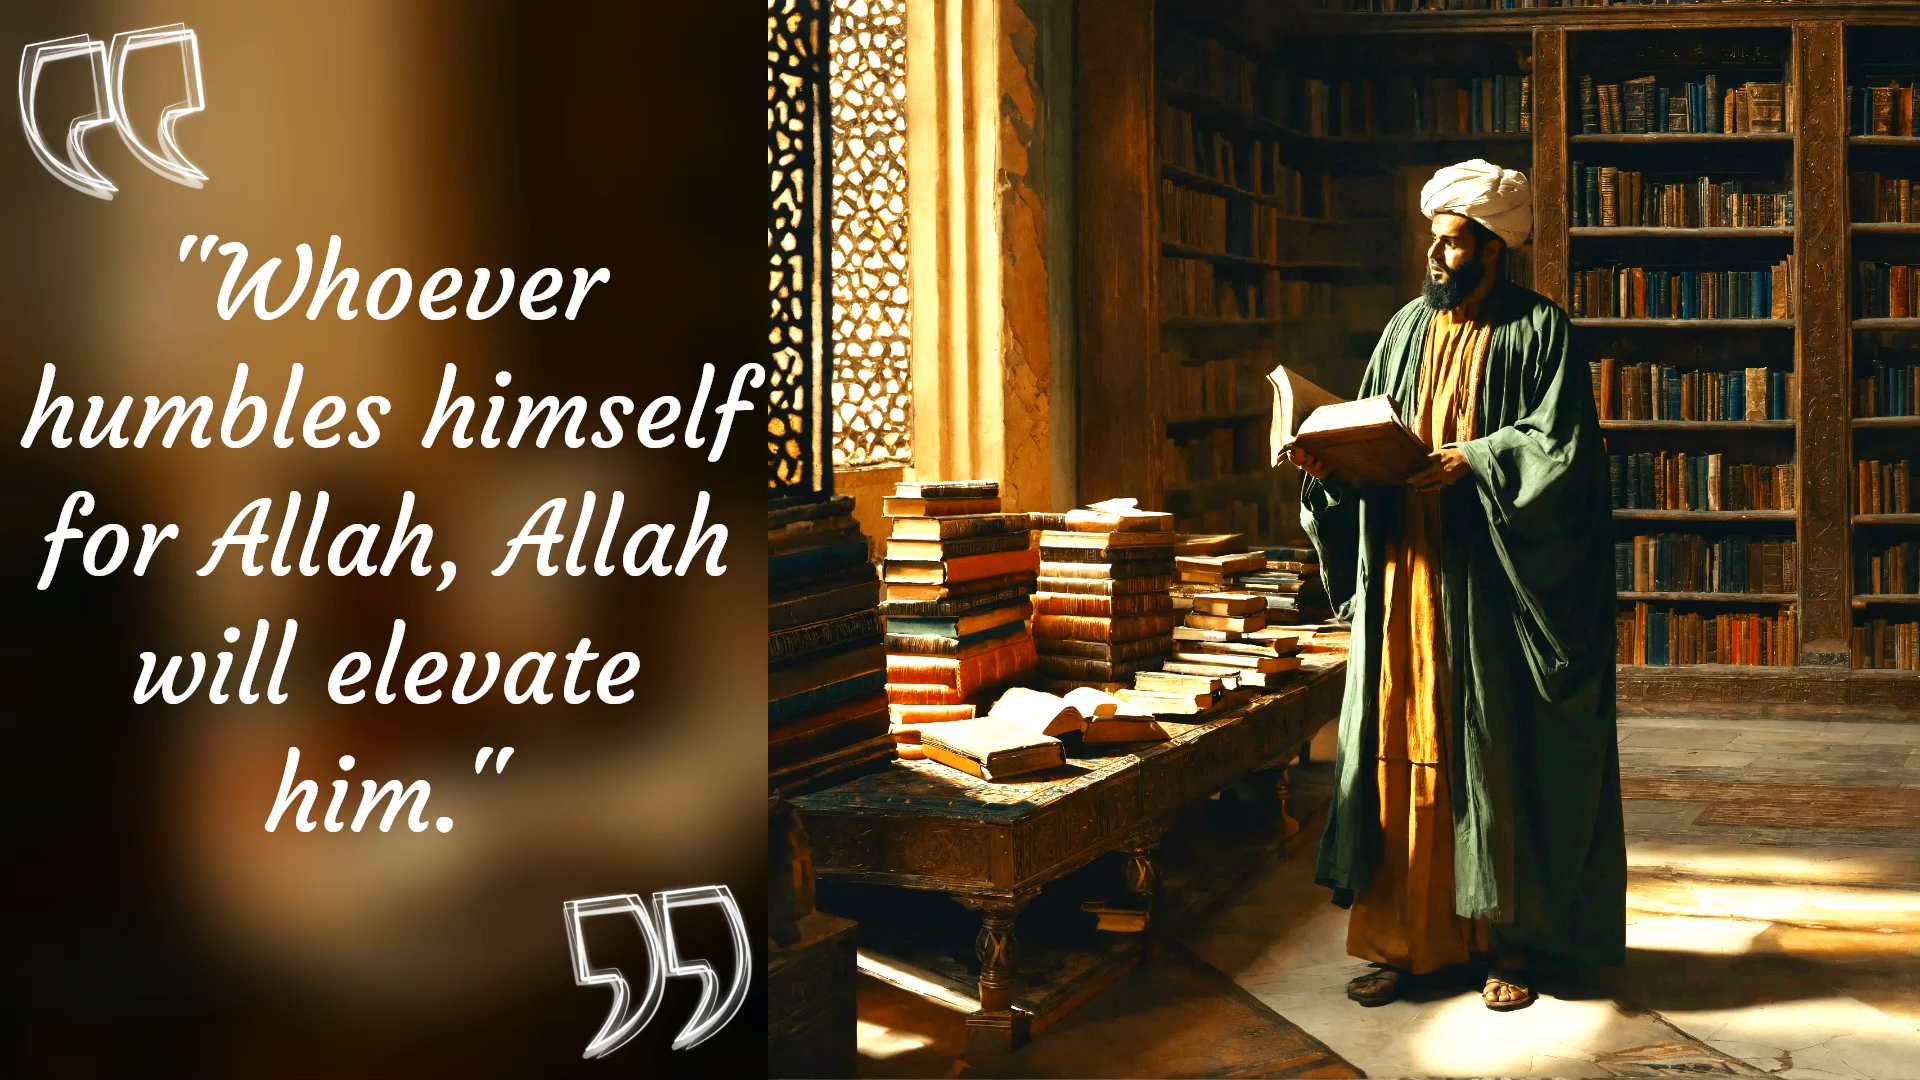 "Whoever
humbles himself
for Allah, Allah
will elevate
him."